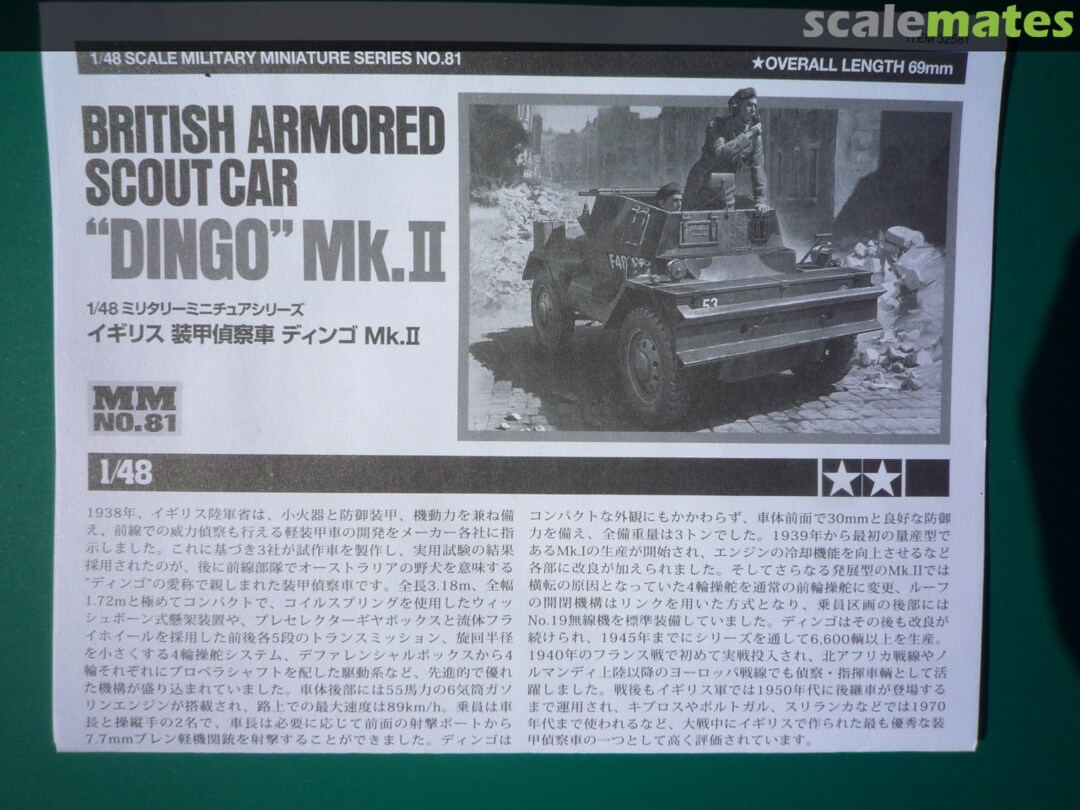 scalemates
ITEM 32581
1/48 SCALE MILITARY MINIATURE SERIES NO.81
★OVERALL LENGTH 69mm
BRITISH ARMORED
SCOUT CAR
"DINGO" Mk.II
1/48 ミリタリーミニチュアシリーズ
イギリス 装甲偵察車 ディンゴ Mk.II
MM
NO.81
77
53
1/48
★★
1938年、イギリス陸軍省は、小火器と防御装甲、機動力を兼ね備
え、前線での威力偵察も行える軽装甲車の開発をメーカー各社に指
示しました。これに基づき3社が試作車を製作し、実用試験の結果
採用されたのが、後に前線部隊でオーストラリアの野犬を意味する
"ディンゴ"の愛称で親しまれた装甲偵察車です。全長3.18m、全幅
1.72mと極めてコンパクトで、コイルスプリングを使用したウィッ
シュボーン式懸架装置や、プレセレクターギヤボックスと流体フラ
イホイールを採用した前後各5段のトランスミッション、旋回半径
を小さくする4輪操舵システム、デファレンシャルボックスから4
輪それぞれにプロペラシャフトを配した駆動系など、先進的で優れ
た機構が盛り込まれていました。車体後部には55馬力の6気筒ガソ
リンエンジンが搭載され、路上での最大速度は89km/h。乗員は車
長と操縦手の2名で、車長は必要に応じて前面の射撃ポートから
7.7mmブレン軽機関銃を射撃することができました。ディンゴは
コンパクトな外観にもかかわらず、車体前面で30mmと良好な防御
力を備え、全備重量は3トンでした。1939年から最初の量産型で
あるMk.Iの生産が開始され、エンジンの冷却機能を向上させるなど
各部に改良が加えられました。そしてさらなる発展型のMk.IIでは
横転の原因となっていた4輪操舵を通常の前輪操舵に変更、ルーフ
の開閉機構はリンクを用いた方式となり、乗員区画の後部には
No.19無線機を標準装備していました。ディンゴはその後も改良が
続けられ、1945年までにシリーズを通して6,600輌以上を生産。
1940年のフランス戦で初めて実戦投入され、北アフリカ戦線やノ
ルマンディ上陸以降のヨーロッパ戦線でも偵察・指揮車輌として活
躍しました。戦後もイギリス軍では1950年代に後継車が登場する
まで運用され、キプロスやポルトガル、スリランカなどでは1970
年代まで使われるなど、大戦中にイギリスで作られた最も優秀な装
甲偵察車の一つとして高く評価されています。